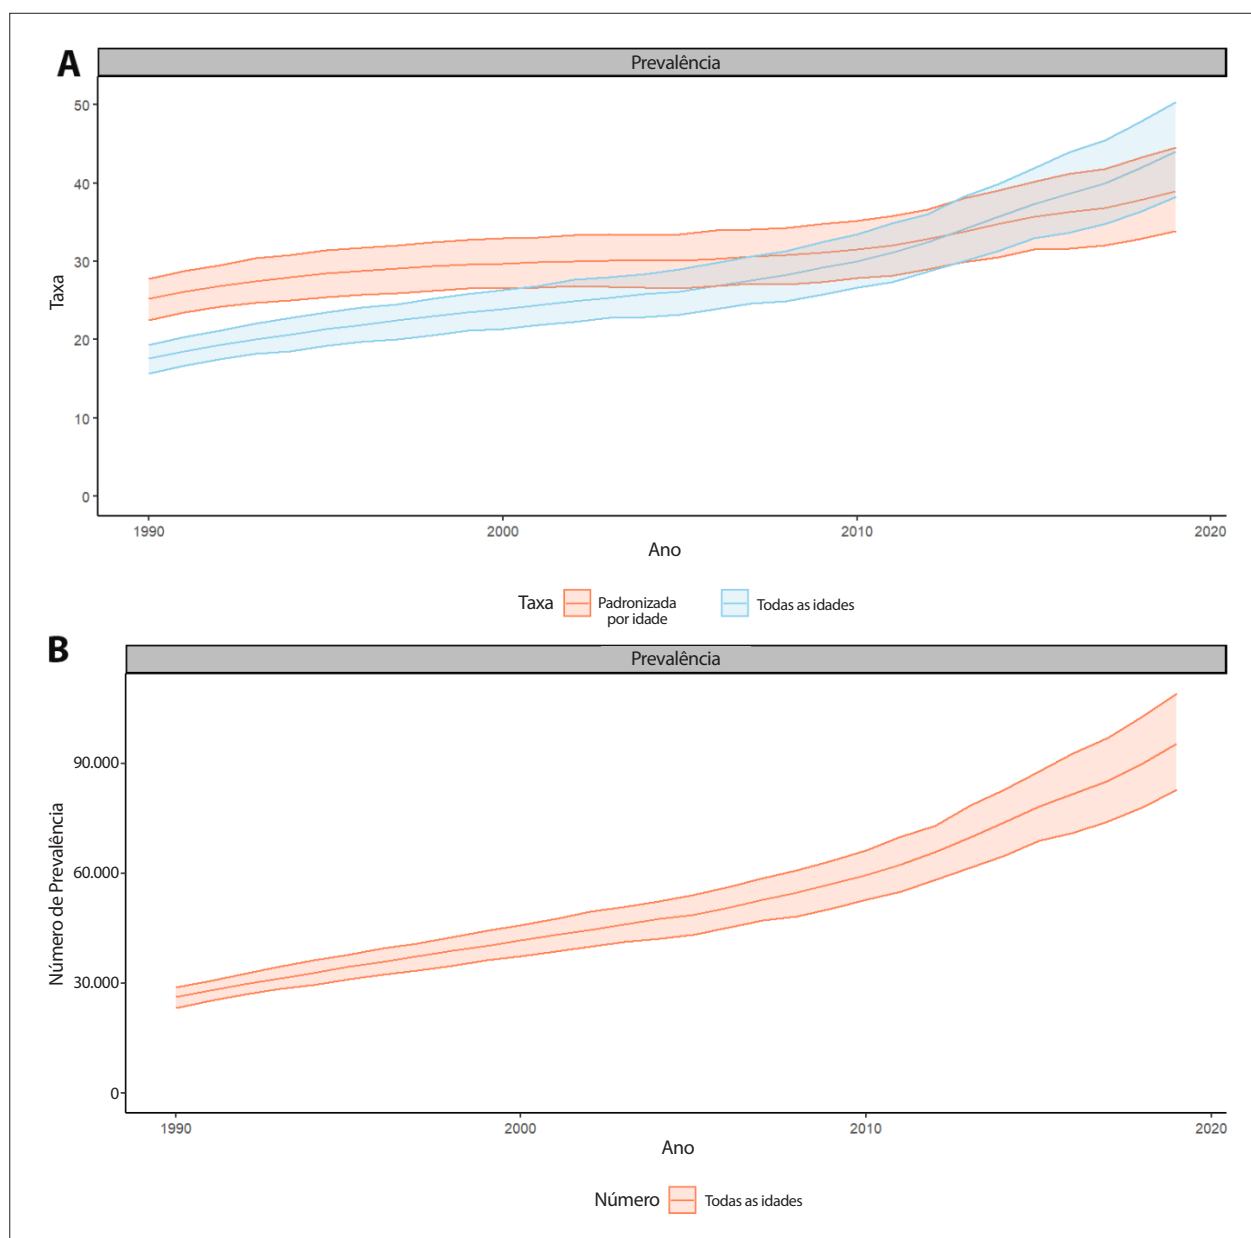 A
Prevalência
Taxa
50
40
30
20
10
0
1990
2000
2010
2020
Ano
Taxa
Padronizada
por idade
Todas as idades
B
Prevalência
Número de Prevalência
90.000
60.000
30.000
0
1990
2000
2010
2020
Ano
Número
Todas as idades